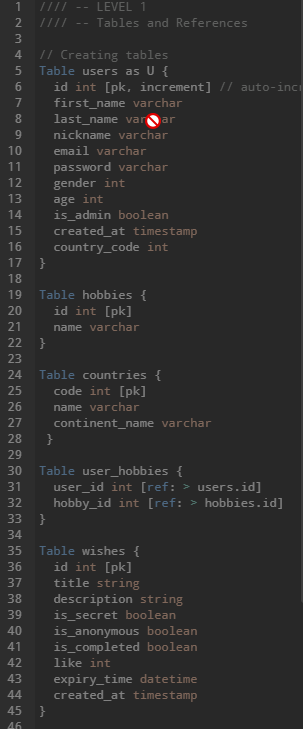 1 //// -- LEVEL 1
2 //// -- Tables and References
3
4 // Creating tables
5 Table users as U {
6 id int [pk, increment] // auto-incr
7 first_name varchar
8 last_name varchar
9 nickname varchar
10 email varchar
11 password varchar
12 gender int
13 age int
14 is_admin boolean
15 created_at timestamp
16 country_code int
17 }
18
19 Table hobbies {
20 id int [pk]
21 name varchar
22 }
23
24 Table countries {
25 code int [pk]
26 name varchar
27 continent_name varchar
28 }
29
30 Table user_hobbies {
31 user_id int [ref: > users.id]
32 hobby_id int [ref: > hobbies.id]
33 }
34
35 Table wishes {
36 id int [pk]
37 title string
38 description string
39 is_secret boolean
40 is_anonymous boolean
41 is_completed boolean
42 like int
43 expiry_time datetime
44 created_at timestamp
45 }
46